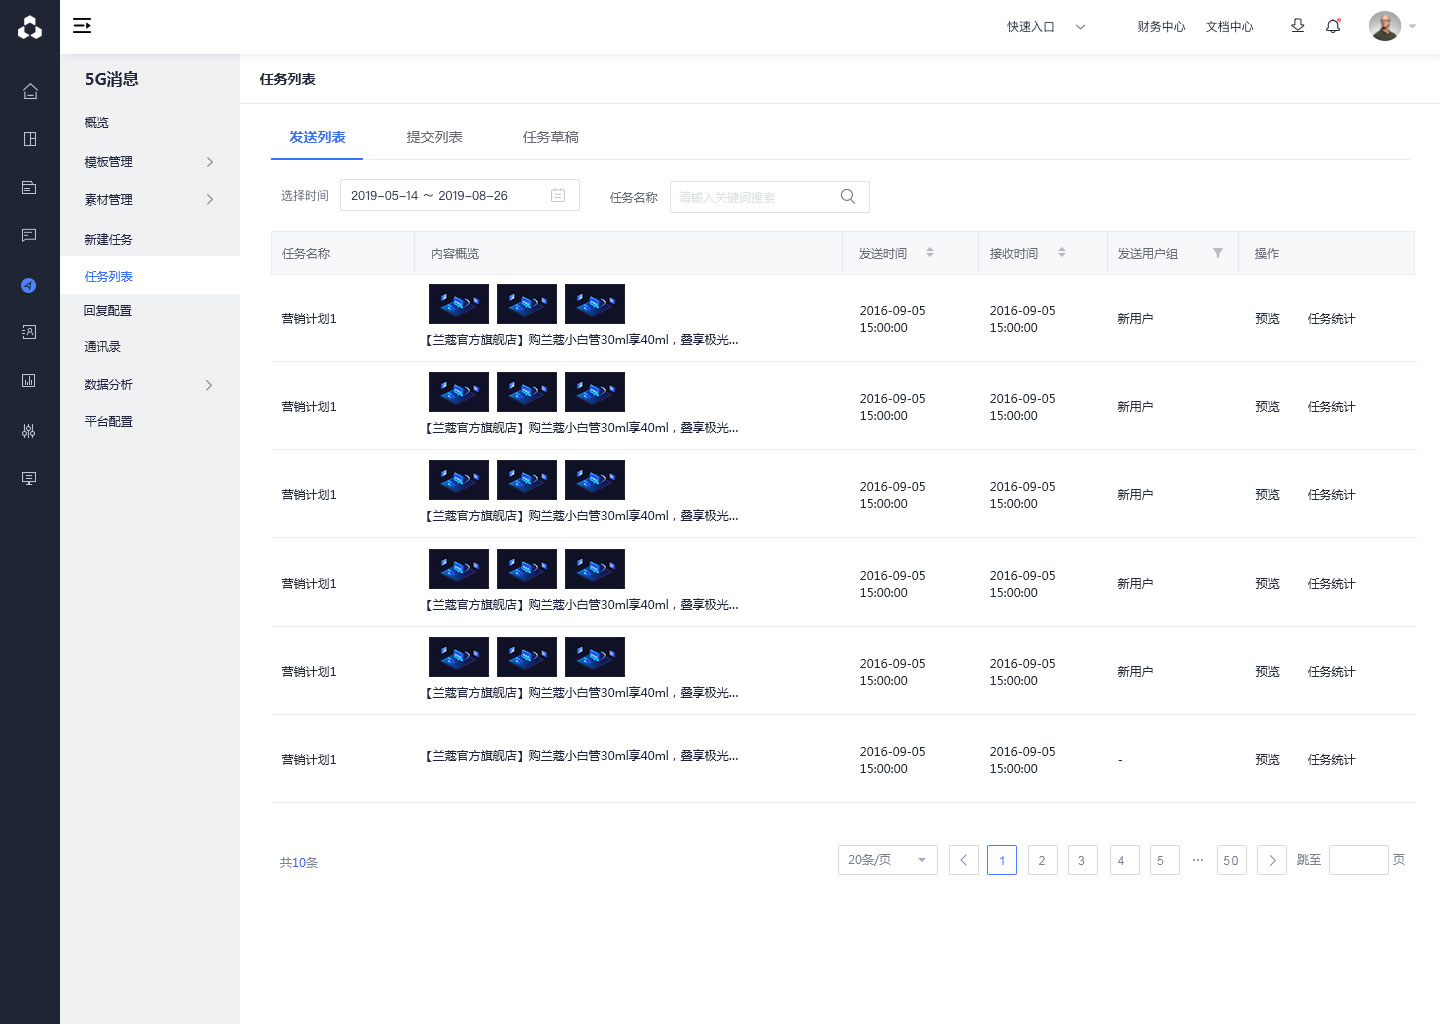 快速入口
财务中心
文档中心
5G消息
概览
模板管理
素材管理
新建任务
任务列表
回复配置
通讯录
数据分析
平台配置
任务列表
发送列表 提交列表 任务草稿
选择时间 2019-05-14 ～ 2019-08-26 任务名称 请输入关键词搜索
任务名称 内容概览 发送时间 接收时间 发送用户组 操作
营销计划1
【兰蔻官方旗舰店】购兰蔻小白管30ml享40ml，叠享极光...
2016-09-05
15:00:00
2016-09-05
15:00:00
新用户
预览 任务统计
营销计划1
【兰蔻官方旗舰店】购兰蔻小白管30ml享40ml，叠享极光...
2016-09-05
15:00:00
2016-09-05
15:00:00
新用户
预览 任务统计
营销计划1
【兰蔻官方旗舰店】购兰蔻小白管30ml享40ml，叠享极光...
2016-09-05
15:00:00
2016-09-05
15:00:00
新用户
预览 任务统计
营销计划1
【兰蔻官方旗舰店】购兰蔻小白管30ml享40ml，叠享极光...
2016-09-05
15:00:00
2016-09-05
15:00:00
新用户
预览 任务统计
营销计划1
【兰蔻官方旗舰店】购兰蔻小白管30ml享40ml，叠享极光...
2016-09-05
15:00:00
2016-09-05
15:00:00
新用户
预览 任务统计
营销计划1
【兰蔻官方旗舰店】购兰蔻小白管30ml享40ml，叠享极光...
2016-09-05
15:00:00
2016-09-05
15:00:00
-
预览 任务统计
共10条
20条/页 1 2 3 4 5 ··· 50 跳至 页